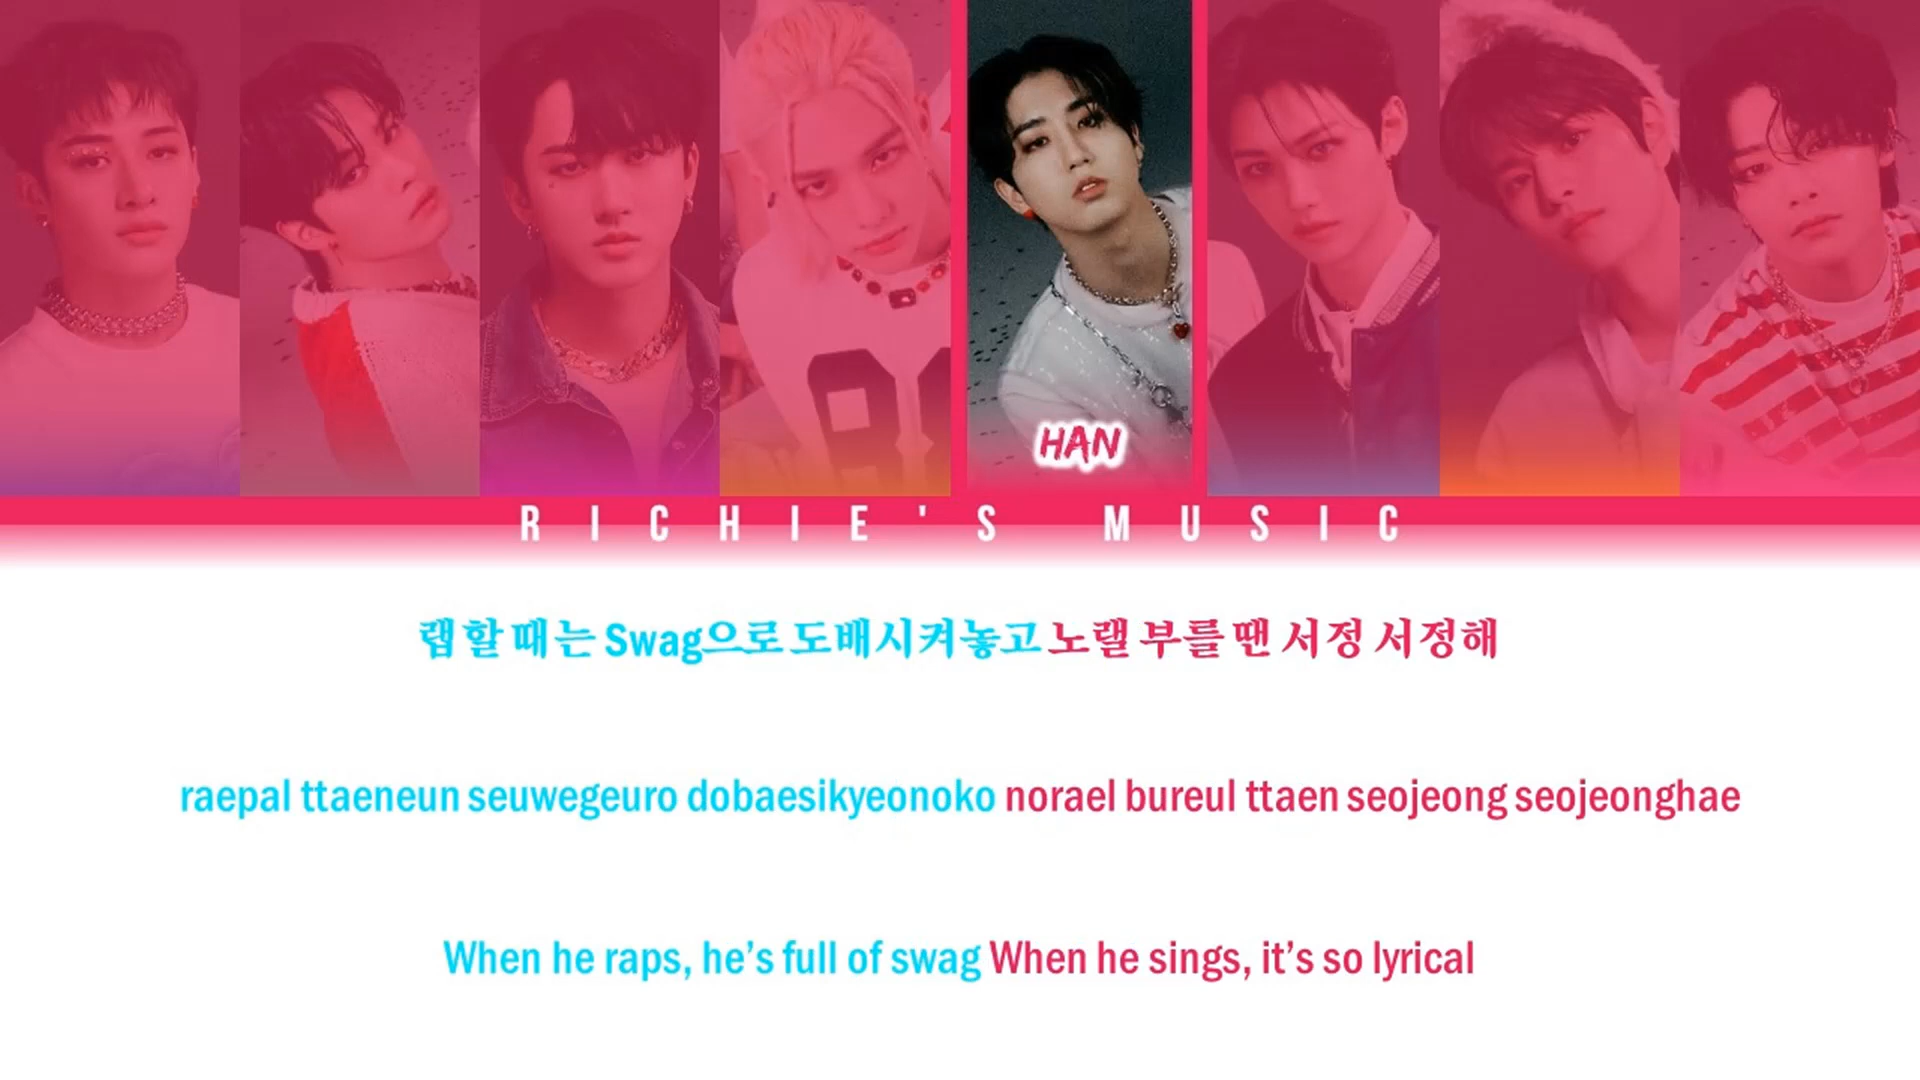 HAN
RICHIE'S MUSIC
랩 할 때는 Swag으로 도배시켜놓고 노랠 부를 땐 서정 서정해
raepal ttaeneun seuwegeuro dobaesikyeonoko norael bureul ttaen seojeong seojeonghae
When he raps, he's full of swag When he sings, it's so lyrical